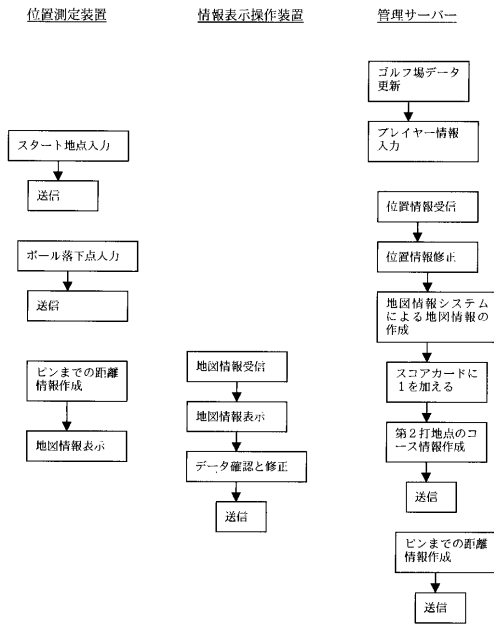 位置測定装置
情報表示操作装置
管理サーバー
スタート地点入力
送信
ボール落下点入力
送信
ピンまでの距離
情報作成
地図情報表示
地図情報受信
地図情報表示
データ確認と修正
送信
ゴルフ場データ
更新
プレイヤー情報
入力
位置情報受信
位置情報修正
地図情報システム
による地図情報の
作成
スコアカードに
1を加える
第2打地点のコ
ース情報作成
送信
ピンまでの距離
情報作成
送信